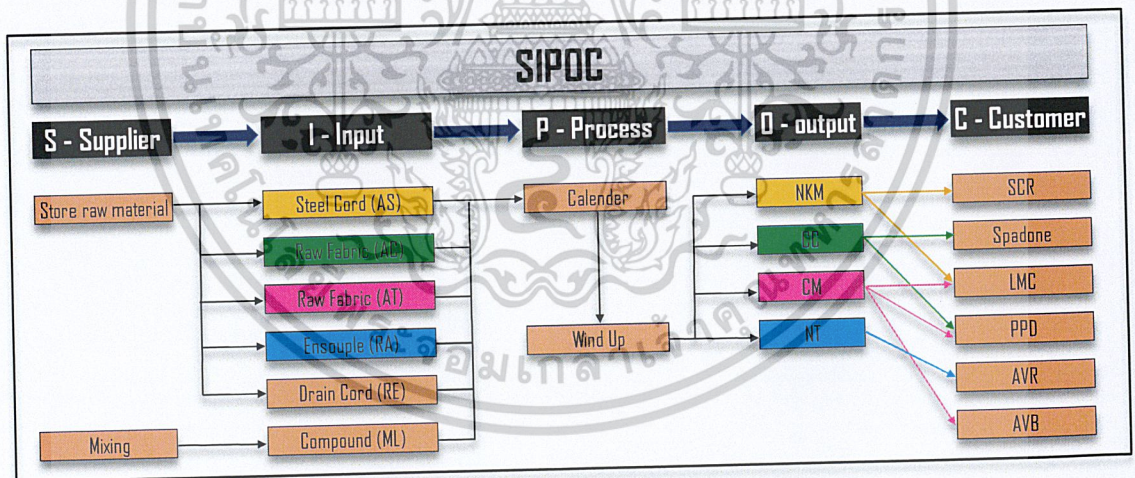 SIPOC
S - Supplier
I - Input
P - Process
O - output
C - Customer
Store raw material
Mixing
Steel Cord (AS)
Raw Fabric (AC)
Raw Fabric (AT)
Ensouple (RA)
Drain Cord (RE)
Compound (ML)
Calender
Wind Up
NKM
CC
CM
NT
SCR
Spadone
LMC
PPD
AVR
AVB